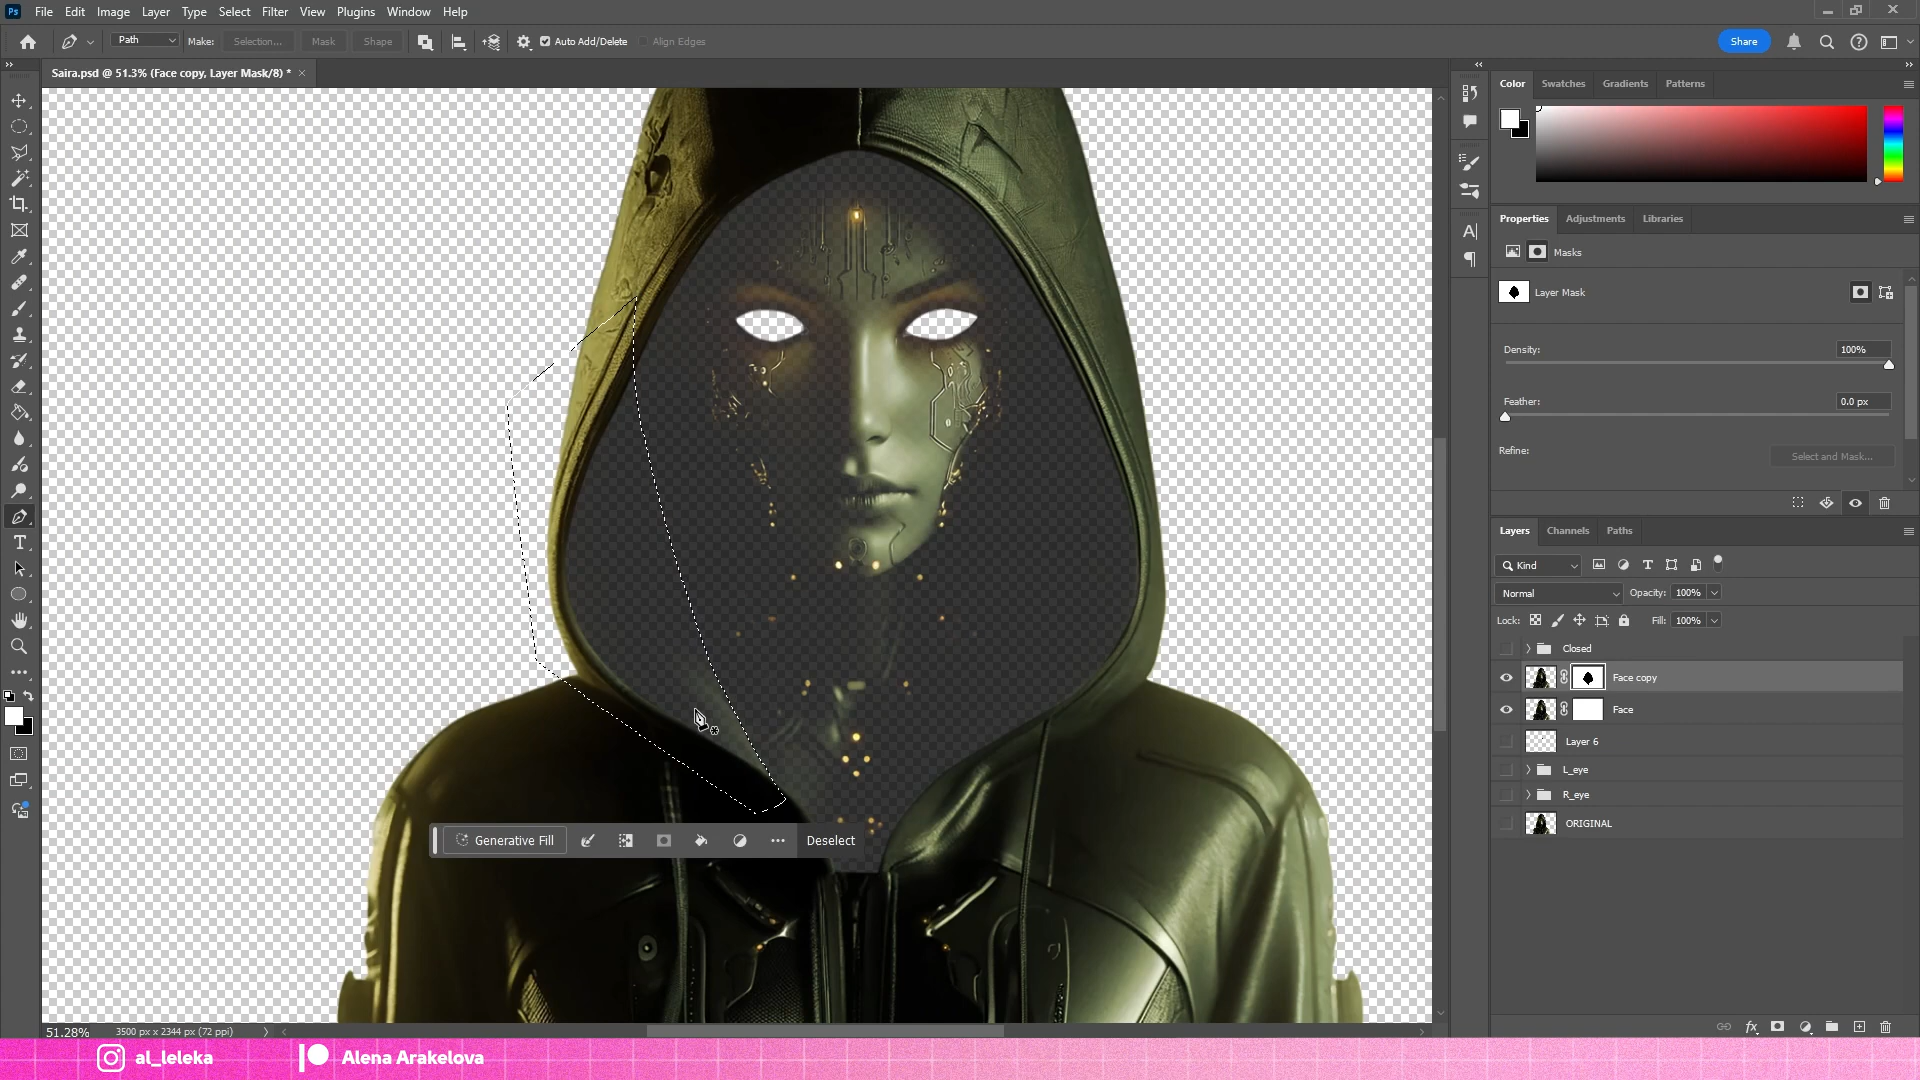 Ps File Edit Image Layer Type Select Filter View Plugins Window Help
Path Make: Selection... Mask Shape Auto Add/Delete Align Edges Share
Saira.psd @ 51.3% (Face copy, Layer Mask/8) * ×
Color Swatches Gradients Patterns
Properties Adjustments Libraries
Masks
Layer Mask
Density: 100%
Feather: 0.0 px
Refine: Select and Mask...
Layers Channels Paths
Kind
Normal Opacity: 100%
Lock: Fill: 100%
Closed
Face copy
Face
Layer 6
L_eye
R_eye
ORIGINAL
Generative Fill Deselect
51.28% 3500 px x 2344 px (72 ppi)
al_leleka Alena Arakelova